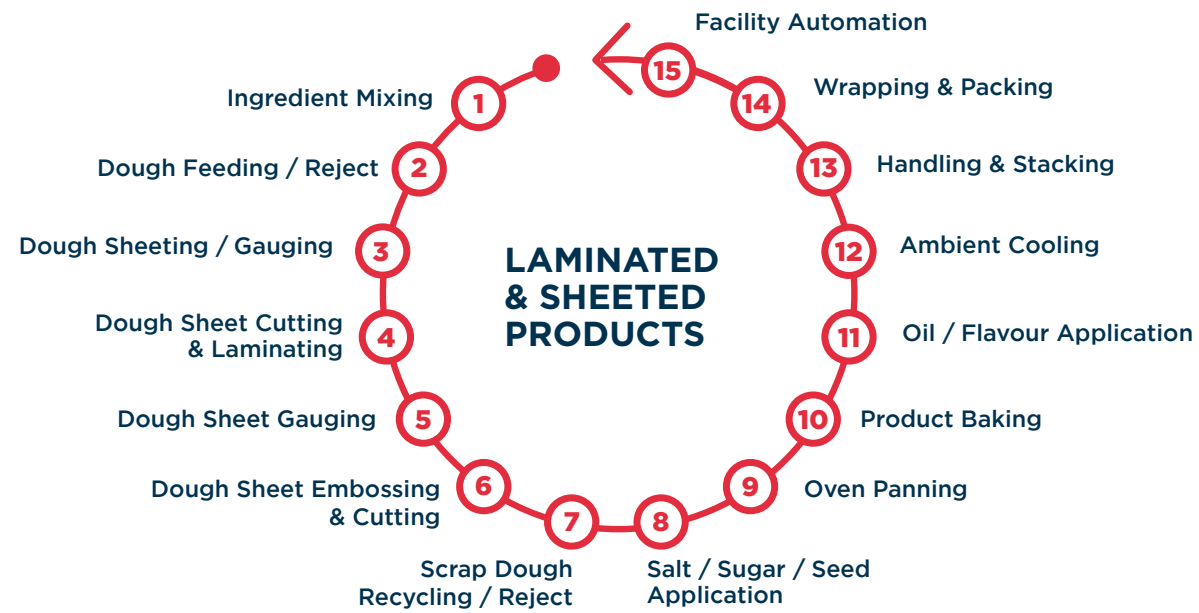 LAMINATED
& SHEETED
PRODUCTS
1
Ingredient Mixing
2
Dough Feeding / Reject
3
Dough Sheeting / Gauging
4
Dough Sheet Cutting
& Laminating
5
Dough Sheet Gauging
6
Dough Sheet Embossing
& Cutting
7
Scrap Dough
Recycling / Reject
8
Salt / Sugar / Seed
Application
9
Oven Panning
10
Product Baking
11
Oil / Flavour Application
12
Ambient Cooling
13
Handling & Stacking
14
Wrapping & Packing
15
Facility Automation